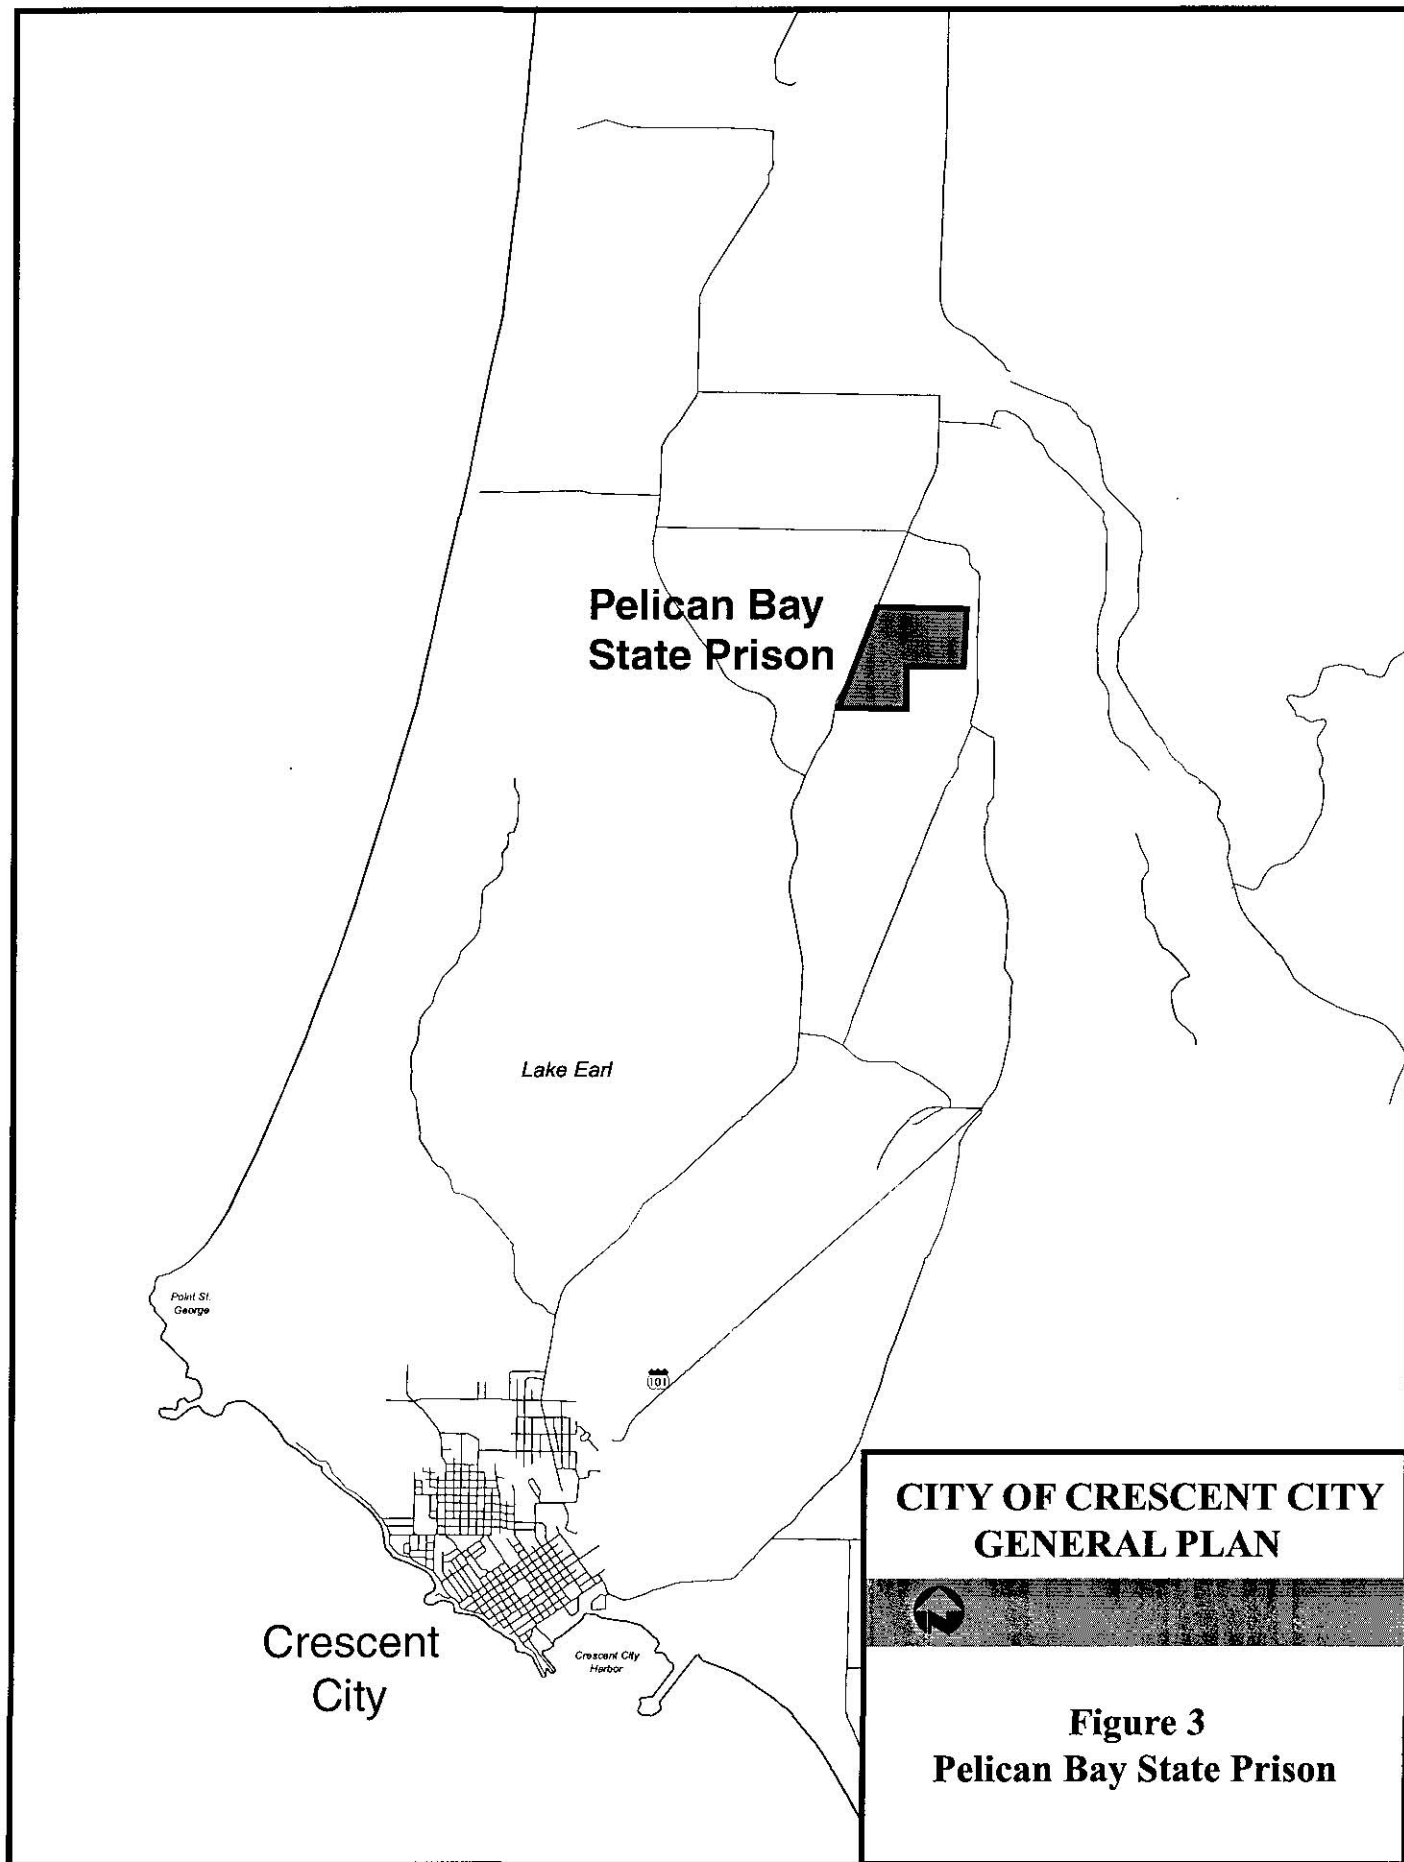 Pelican Bay
State Prison
Lake Earl
Point St.
George
101
Crescent
City
Crescent City
Harbor
CITY OF CRESCENT CITY
GENERAL PLAN
N
Figure 3
Pelican Bay State Prison